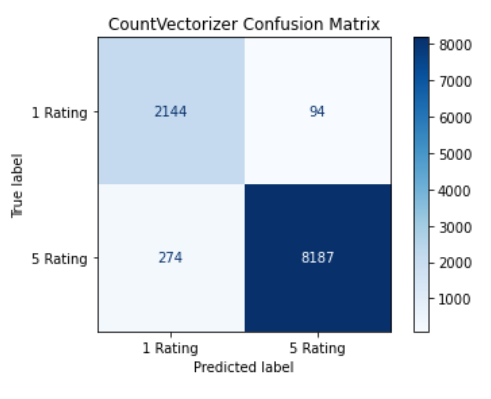 CountVectorizer Confusion Matrix
8000
7000
1 Rating
2144
94
6000
5000
True label
4000
3000
5 Rating
274
8187
2000
1000
1 Rating
5 Rating
Predicted label